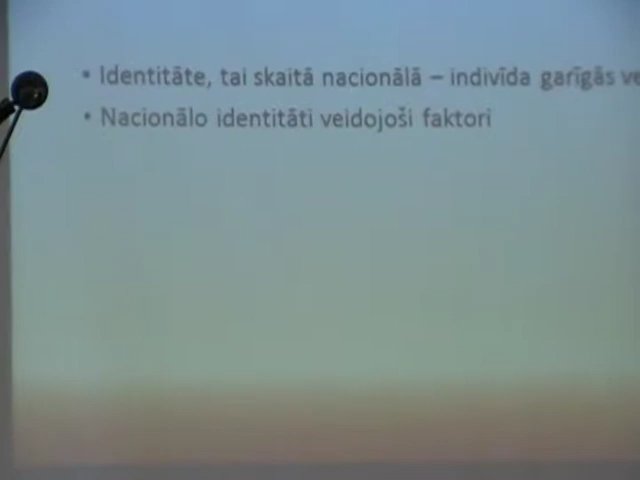 • Identitāte, tai skaitā nacionālā – indivīda garīgās
• Nacionālo identitāti veidojoši faktori